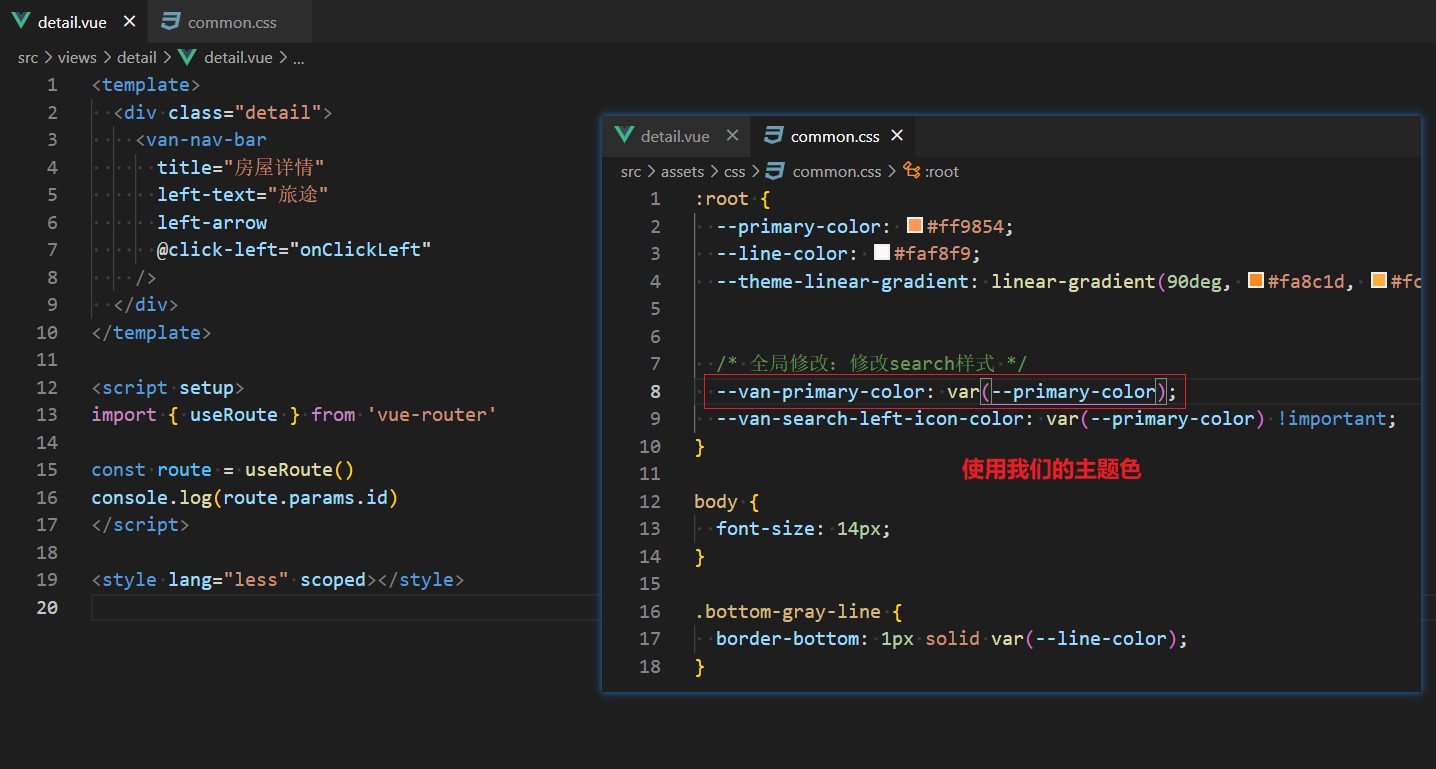 detail.vue
common.css
src > views > detail > detail.vue > ...
1 <template>
2 <div class="detail">
3 <van-nav-bar
4 title="房屋详情"
5 left-text="旅途"
6 left-arrow
7 @click-left="onClickLeft"
8 />
9 </div>
10 </template>
11
12 <script setup>
13 import { useRoute } from 'vue-router'
14
15 const route = useRoute()
16 console.log(route.params.id)
17 </script>
18
19 <style lang="less" scoped></style>
20
detail.vue
common.css
src > assets > css > common.css > :root
1 :root {
2 --primary-color: #ff9854;
3 --line-color: #faf8f9;
4 --theme-linear-gradient: linear-gradient(90deg, #fa8c1d, #fc
5
6
7 /* 全局修改：修改search样式 */
8 --van-primary-color: var(--primary-color);
9 --van-search-left-icon-color: var(--primary-color) !important;
10 }
11
使用我们的主题色
12 body {
13 font-size: 14px;
14 }
15
16 .bottom-gray-line {
17 border-bottom: 1px solid var(--line-color);
18 }